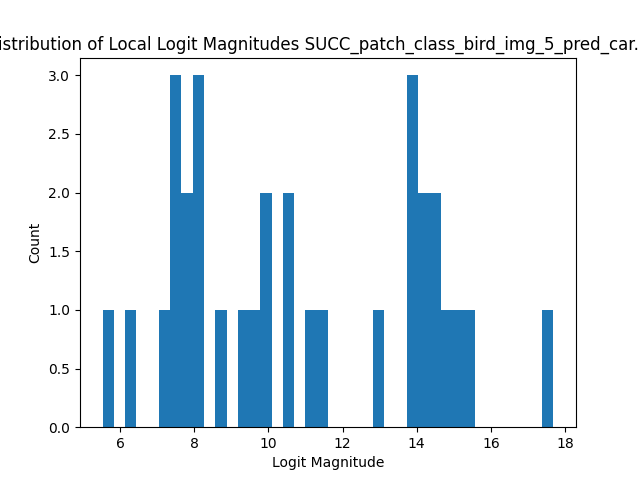 istribution of Local Logit Magnitudes SUCC_patch_class_bird_img_5_pred_car.
3.0
2.5
2.0
1.5
1.0
0.5
0.0
Count
6 8 10 12 14 16 18
Logit Magnitude